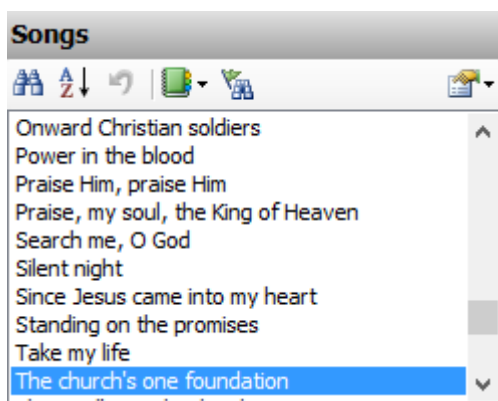 Songs
A
Z
Onward Christian soldiers
Power in the blood
Praise Him, praise Him
Praise, my soul, the King of Heaven
Search me, O God
Silent night
Since Jesus came into my heart
Standing on the promises
Take my life
The church's one foundation